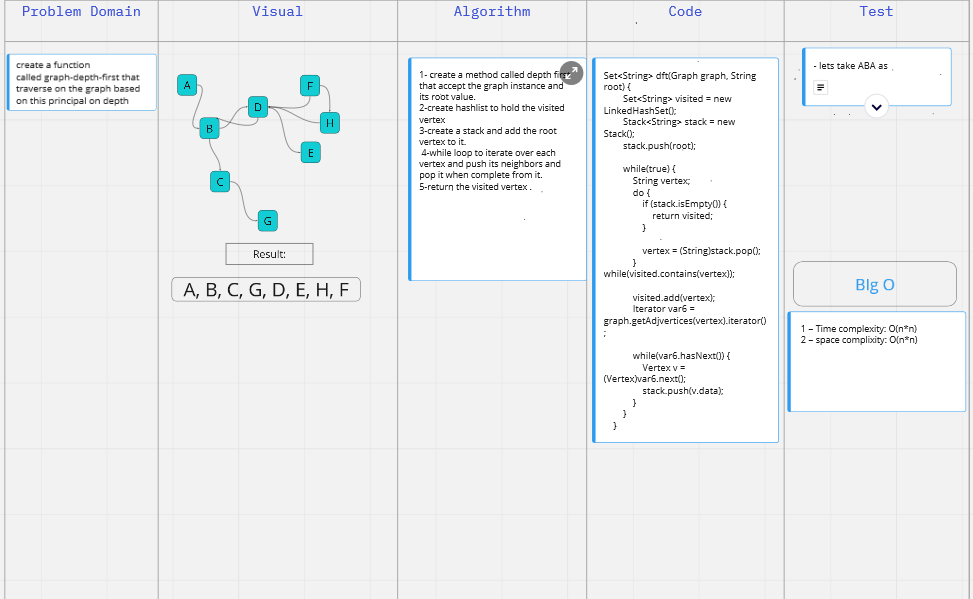 Problem Domain
Visual
Algorithm
Code
Test
create a function
called graph-depth-first that
traverse on the graph based
on this principal on depth
A
F
D
H
B
E
C
G
Result:
A, B, C, G, D, E, H, F
1- create a method called depth first
that accept the graph instance and
its root value.
2-create hashlist to hold the visited
vertex
3-create a stack and add the root
vertex to it.
4-while loop to iterate over each
vertex and push its neighbors and
pop it when complete from it.
5-return the visited vertex .
Set<String> dft(Graph graph, String
root) {
Set<String> visited = new
LinkedHashSet();
Stack<String> stack = new
Stack();
stack.push(root);
while(true) {
String vertex;
do {
if (stack.isEmpty()) {
return visited;
}
vertex = (String)stack.pop();
}
while(visited.contains(vertex));
visited.add(vertex);
Iterator var6 =
graph.getAdjvertices(vertex).iterator()
;
while(var6.hasNext()) {
Vertex v =
(Vertex)var6.next();
stack.push(v.data);
}
}
}
- lets take ABA as
BIg O
1 – Time complexity: O(n*n)
2 – space complixity: O(n*n)